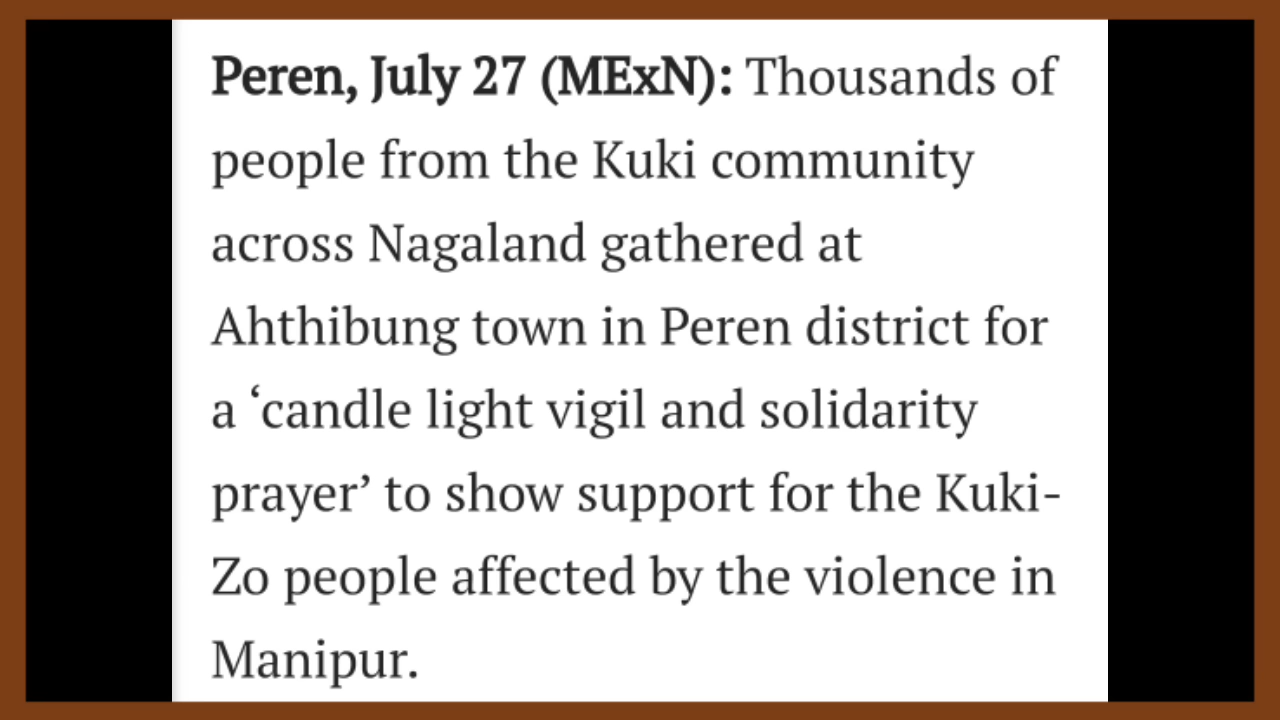 Peren, July 27 (MExN): Thousands of
people from the Kuki community
across Nagaland gathered at
Ahthibung town in Peren district for
a ‘candle light vigil and solidarity
prayer’ to show support for the Kuki-
Zo people affected by the violence in
Manipur.